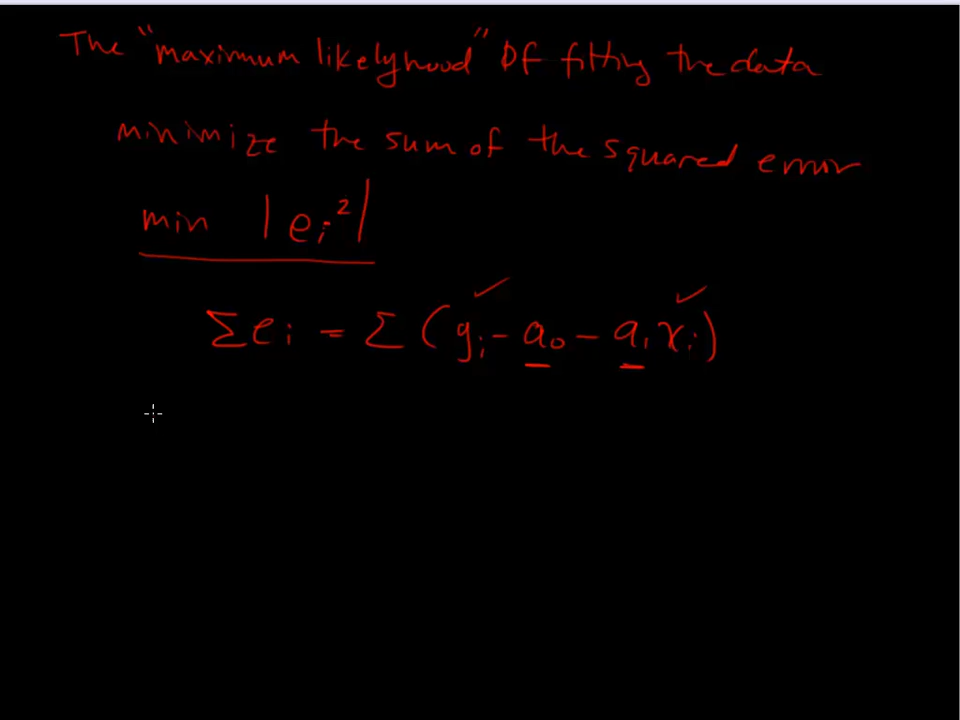 The "maximum likelyhood" Of fitting the data
minimize the sum of the squared error
min |eᵢ²|
Σeᵢ = Σ (yᵢ - a₀ - a₁xᵢ)